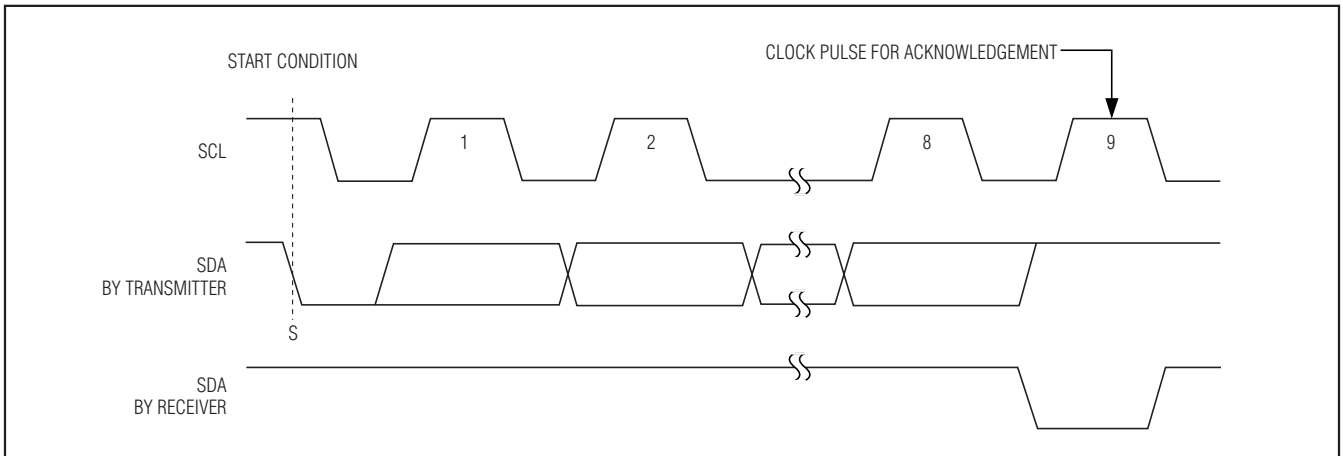 START CONDITION
CLOCK PULSE FOR ACKNOWLEDGEMENT
SCL
1
2
8
9
SDA
BY TRANSMITTER
S
SDA
BY RECEIVER